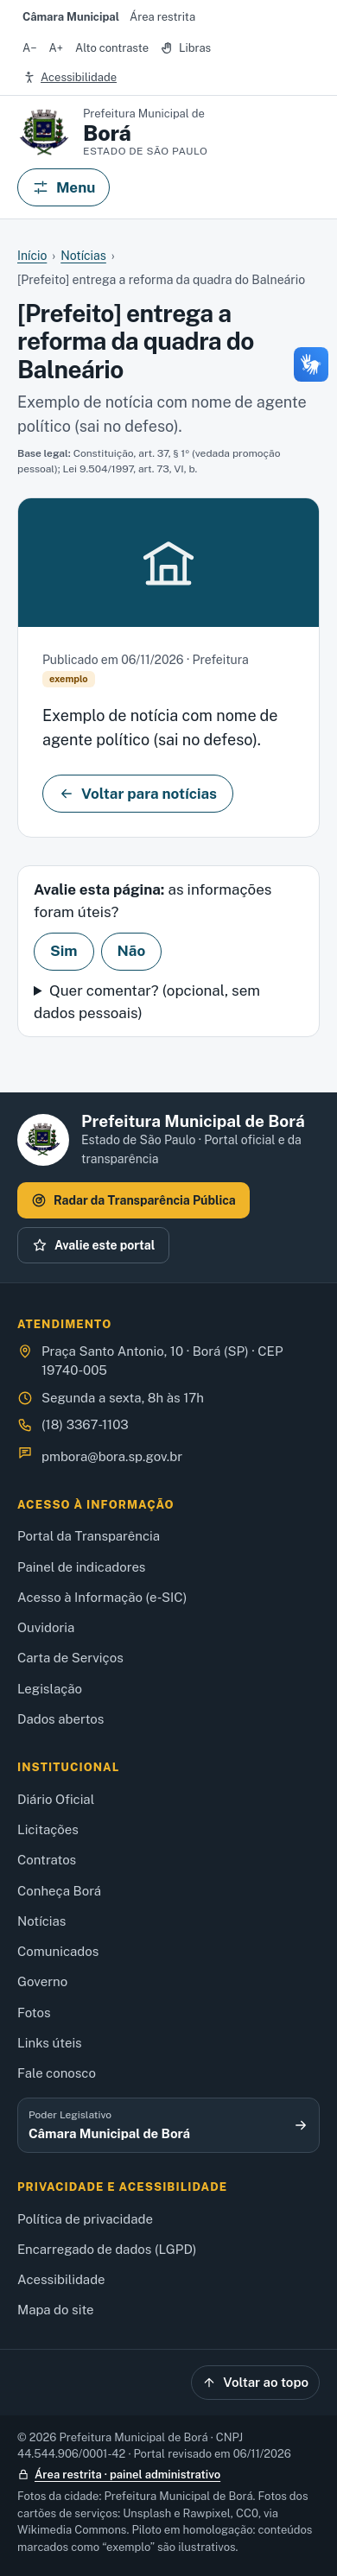 Câmara Municipal Área restrita
A− A+ Alto contraste Libras
Acessibilidade
Prefeitura Municipal de
Borá
ESTADO DE SÃO PAULO
Menu
Início › Notícias ›
[Prefeito] entrega a reforma da quadra do Balneário
[Prefeito] entrega a
reforma da quadra do
Balneário
Exemplo de notícia com nome de agente
político (sai no defeso).
Base legal: Constituição, art. 37, § 1º (vedada promoção
pessoal); Lei 9.504/1997, art. 73, VI, b.
Publicado em 06/11/2026 · Prefeitura
exemplo
Exemplo de notícia com nome de
agente político (sai no defeso).
← Voltar para notícias
Avalie esta página: as informações
foram úteis?
Sim Não
▶ Quer comentar? (opcional, sem
dados pessoais)
Prefeitura Municipal de Borá
Estado de São Paulo · Portal oficial e da
transparência
Radar da Transparência Pública
Avalie este portal
ATENDIMENTO
Praça Santo Antonio, 10 · Borá (SP) · CEP
19740-005
Segunda a sexta, 8h às 17h
(18) 3367-1103
pmbora@bora.sp.gov.br
ACESSO À INFORMAÇÃO
Portal da Transparência
Painel de indicadores
Acesso à Informação (e-SIC)
Ouvidoria
Carta de Serviços
Legislação
Dados abertos
INSTITUCIONAL
Diário Oficial
Licitações
Contratos
Conheça Borá
Notícias
Comunicados
Governo
Fotos
Links úteis
Fale conosco
Poder Legislativo
Câmara Municipal de Borá →
PRIVACIDADE E ACESSIBILIDADE
Política de privacidade
Encarregado de dados (LGPD)
Acessibilidade
Mapa do site
↑ Voltar ao topo
© 2026 Prefeitura Municipal de Borá · CNPJ
44.544.906/0001-42 · Portal revisado em 06/11/2026
Área restrita · painel administrativo
Fotos da cidade: Prefeitura Municipal de Borá. Fotos dos
cartões de serviços: Unsplash e Rawpixel, CC0, via
Wikimedia Commons. Piloto em homologação: conteúdos
marcados como “exemplo” são ilustrativos.